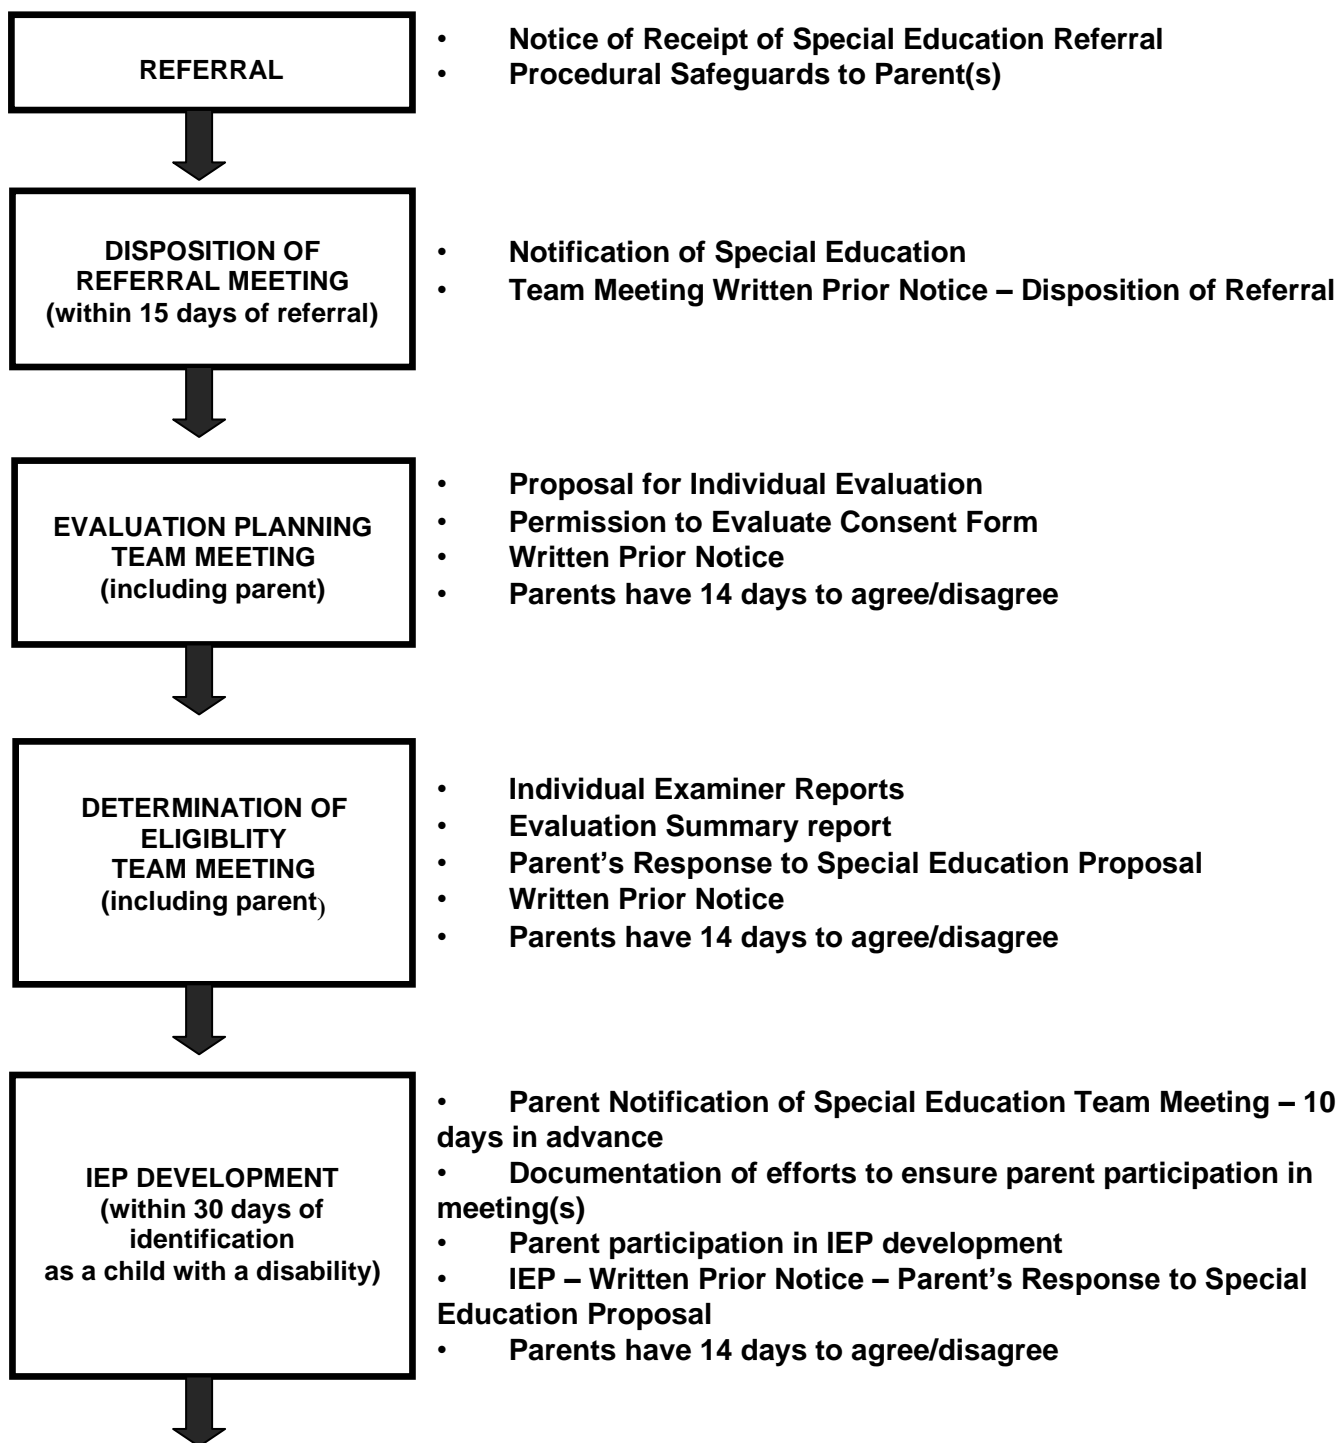 REFERRAL
• Notice of Receipt of Special Education Referral
• Procedural Safeguards to Parent(s)
DISPOSITION OF
REFERRAL MEETING
(within 15 days of referral)
• Notification of Special Education
• Team Meeting Written Prior Notice – Disposition of Referral
EVALUATION PLANNING
TEAM MEETING
(including parent)
• Proposal for Individual Evaluation
• Permission to Evaluate Consent Form
• Written Prior Notice
• Parents have 14 days to agree/disagree
DETERMINATION OF
ELIGIBLITY
TEAM MEETING
(including parent)
• Individual Examiner Reports
• Evaluation Summary report
• Parent’s Response to Special Education Proposal
• Written Prior Notice
• Parents have 14 days to agree/disagree
IEP DEVELOPMENT
(within 30 days of
identification
as a child with a disability)
• Parent Notification of Special Education Team Meeting – 10
days in advance
• Documentation of efforts to ensure parent participation in
meeting(s)
• Parent participation in IEP development
• IEP – Written Prior Notice – Parent’s Response to Special
Education Proposal
• Parents have 14 days to agree/disagree